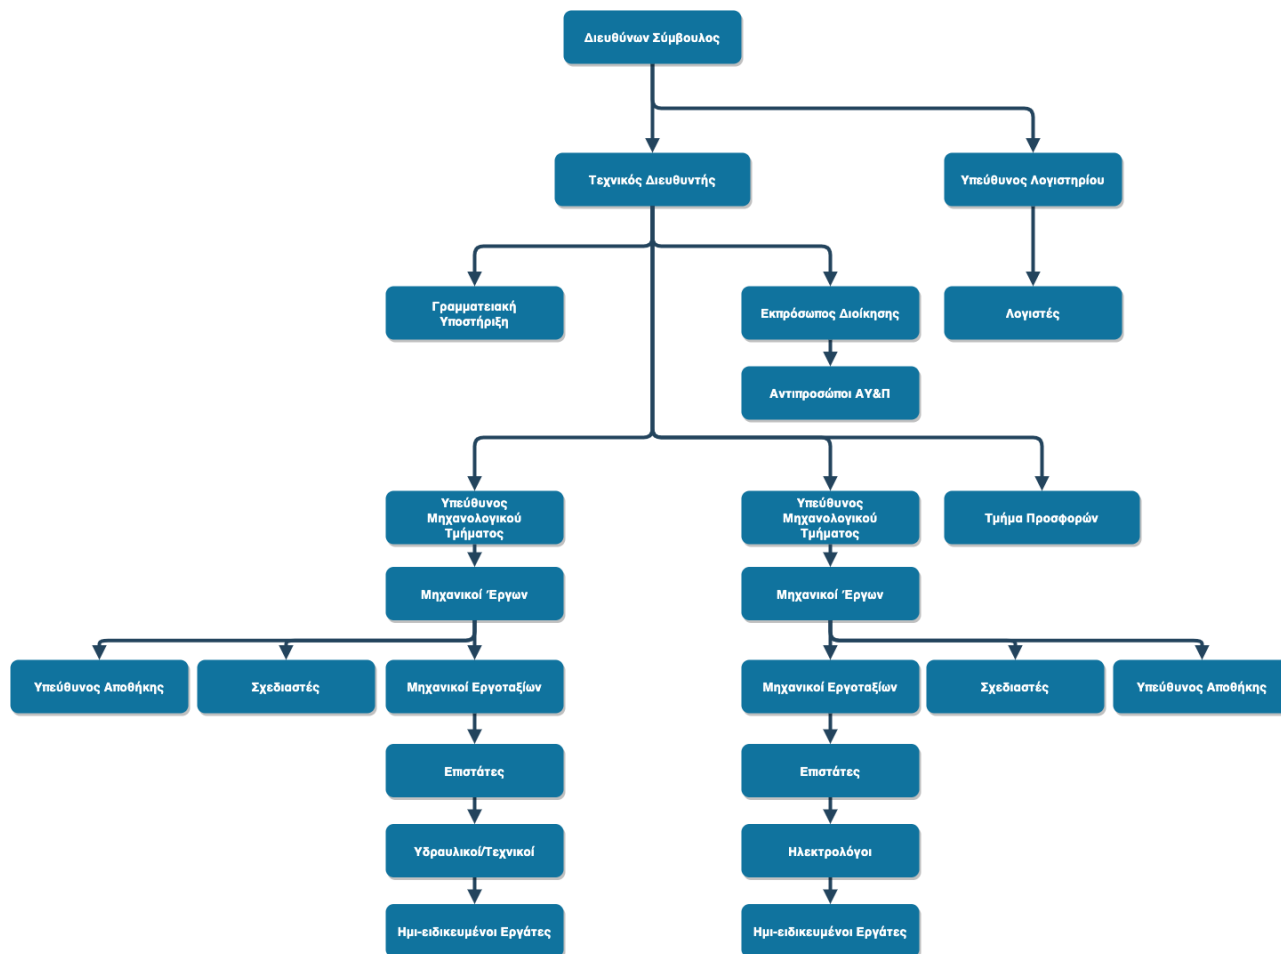 Διευθύνων Σύμβουλος
Τεχνικός Διευθυντής
Υπεύθυνος Λογιστηρίου
Γραμματειακή
Υποστήριξη
Εκπρόσωπος Διοίκησης
Λογιστές
Αντιπροσώποι ΑΥ&Π
Υπεύθυνος
Μηχανολογικού
Τμήματος
Υπεύθυνος
Μηχανολογικού
Τμήματος
Τμήμα Προσφορών
Μηχανικοί Έργων
Μηχανικοί Έργων
Υπεύθυνος Αποθήκης
Σχεδιαστές
Μηχανικοί Εργοταξίων
Μηχανικοί Εργοταξίων
Σχεδιαστές
Υπεύθυνος Αποθήκης
Επιστάτες
Επιστάτες
Υδραυλικοί/Τεχνικοί
Ηλεκτρολόγοι
Ημι-ειδικευμένοι Εργάτες
Ημι-ειδικευμένοι Εργάτες